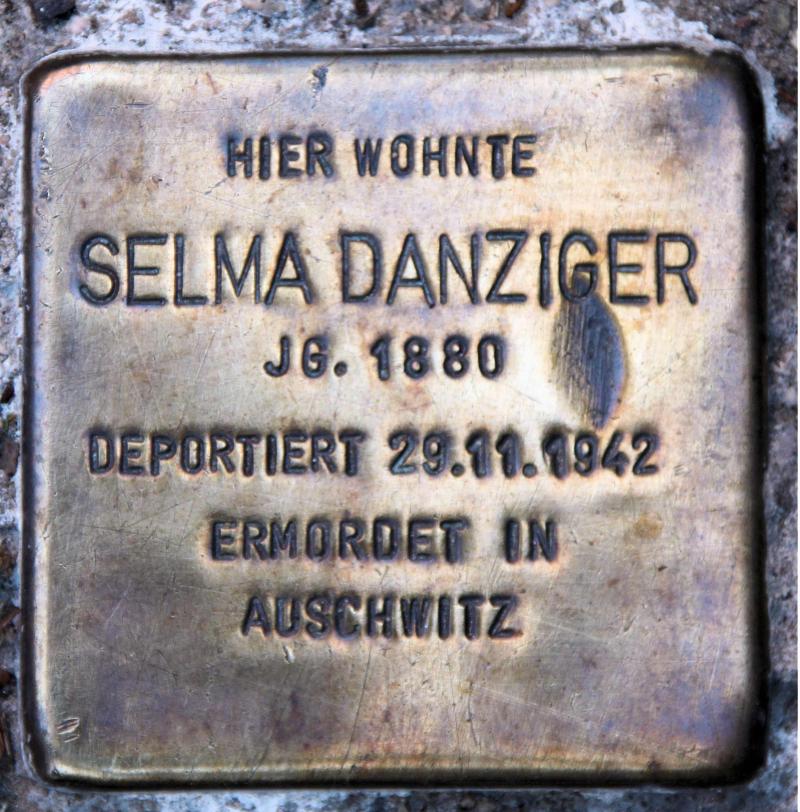 HIER WOHNTE
SELMA DANZIGER
JG. 1880
DEPORTIERT 29.11.1942
ERMORDET IN
AUSCHWITZ